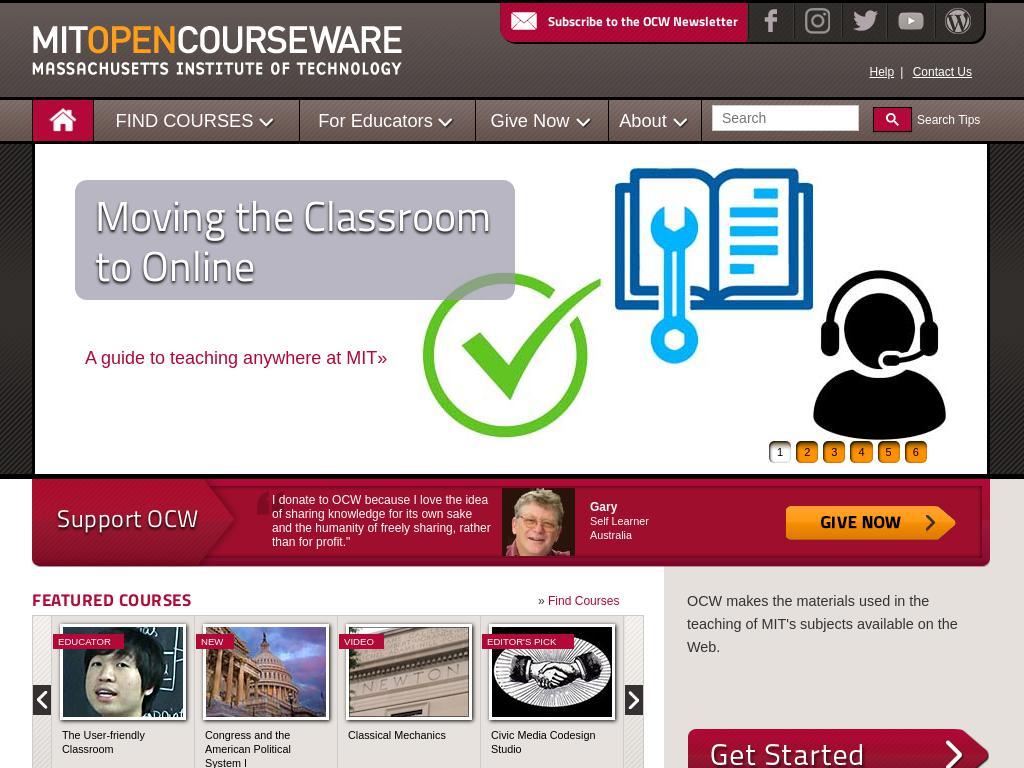 Subscribe to the OCW Newsletter
MITOPENCOURSEWARE
MASSACHUSETTS INSTITUTE OF TECHNOLOGY
Help | Contact Us
FIND COURSES
For Educators
Give Now
About
Search
Search Tips
Moving the Classroom
to Online
A guide to teaching anywhere at MIT»
1 2 3 4 5 6
Support OCW
I donate to OCW because I love the idea
of sharing knowledge for its own sake
and the humanity of freely sharing, rather
than for profit."
Gary
Self Learner
Australia
GIVE NOW
FEATURED COURSES
» Find Courses
EDUCATOR
NEW
VIDEO
EDITOR'S PICK
NEWTON
The User-friendly
Classroom
Congress and the
American Political
System I
Classical Mechanics
Civic Media Codesign
Studio
OCW makes the materials used in the
teaching of MIT's subjects available on the
Web.
Get Started